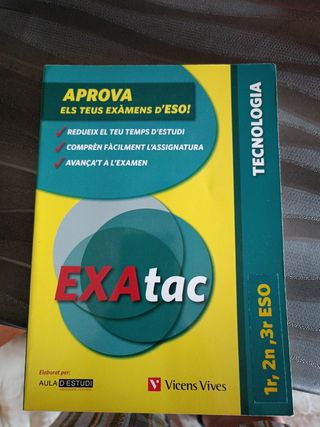 APROVA
ELS TEUS EXÀMENS D'ESO!
REDUEIX EL TEU TEMPS D'ESTUDI
COMPRÈN FÀCILMENT L'ASSIGNATURA
AVANÇA'T A L'EXAMEN
TECNOLOGIA
EXAtac
1r, 2n, 3r ESO
Elaborat per:
AULA D'ESTUDI
Vicens Vives